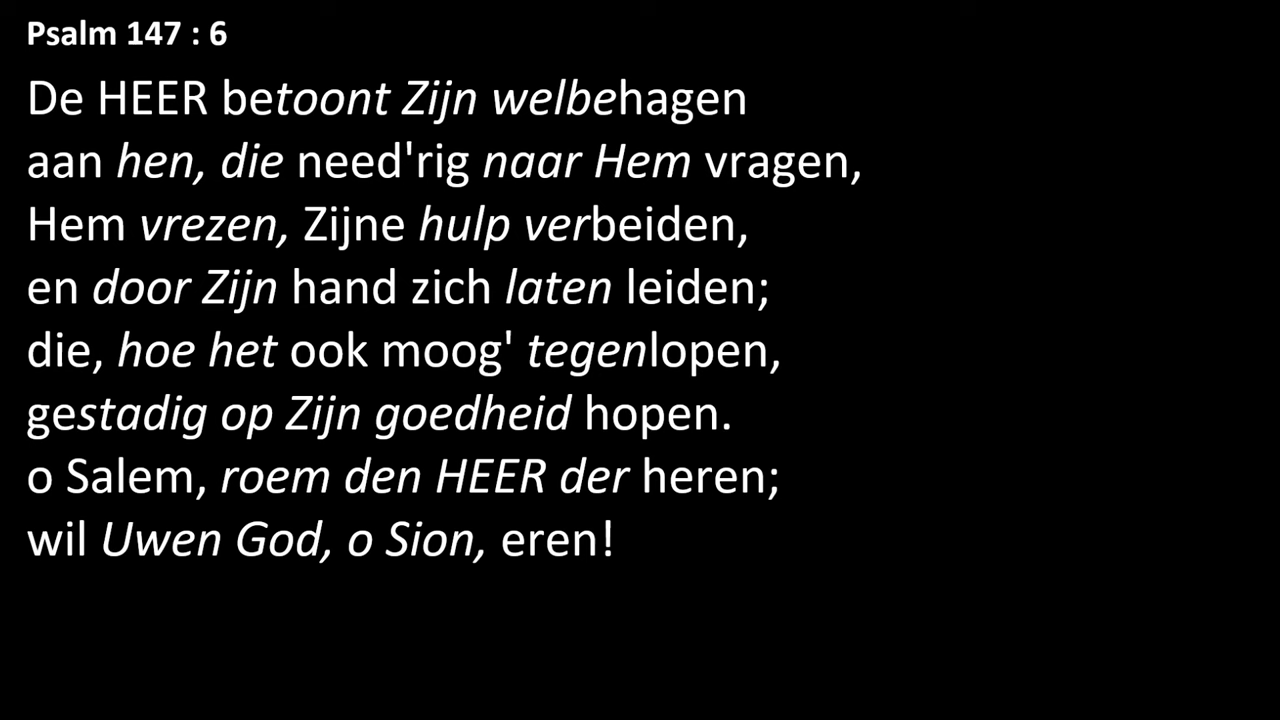 Psalm 147 : 6
De HEER betoont Zijn welbehagen
aan hen, die need'rig naar Hem vragen,
Hem vrezen, Zijne hulp verbeiden,
en door Zijn hand zich laten leiden;
die, hoe het ook moog' tegenlopen,
gestadig op Zijn goedheid hopen.
o Salem, roem den HEER der heren;
wil Uwen God, o Sion, eren!